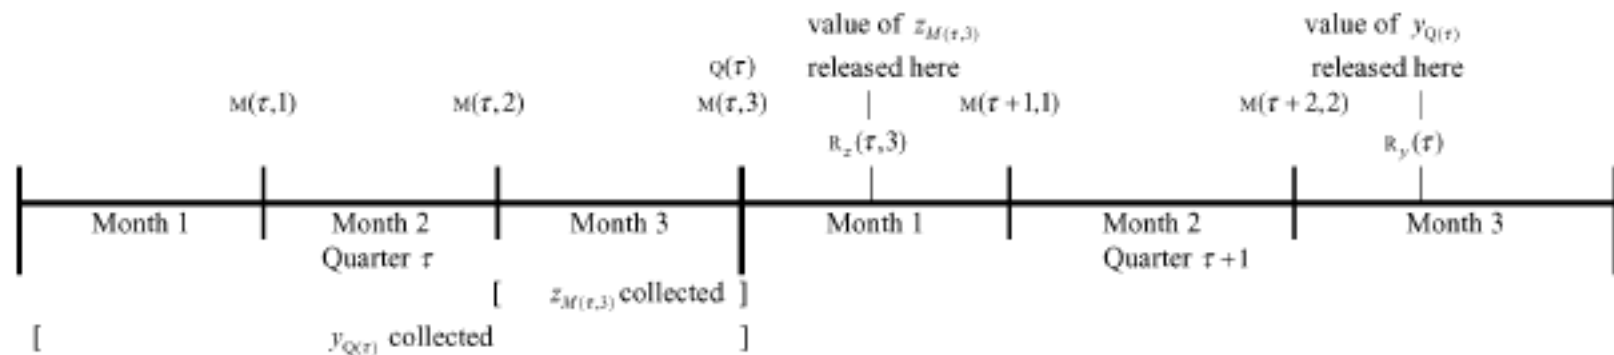 value of z_{M(τ,3)} value of y_{Q(τ)}
Q(τ) released here released here
M(τ,1) M(τ,2) M(τ,3) M(τ+1,1) M(τ+2,2)
R_z(τ,3) R_y(τ)
Month 1 Month 2 Month 3 Month 1 Month 2 Month 3
Quarter τ Quarter τ+1
[ z_{M(τ,3)} collected ]
[ y_{Q(τ)} collected ]